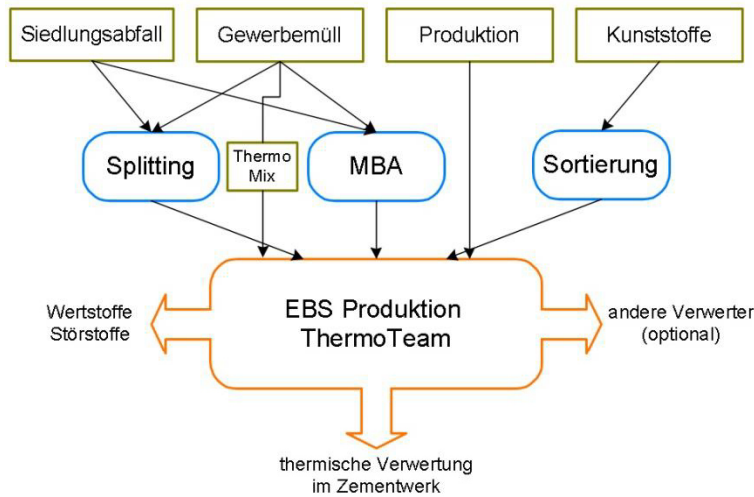 Siedlungsabfall
Gewerbemüll
Produktion
Kunststoffe
Splitting
Thermo
Mix
MBA
Sortierung
EBS Produktion
ThermoTeam
Wertstoffe
Störstoffe
andere Verwerter
(optional)
thermische Verwertung
im Zementwerk